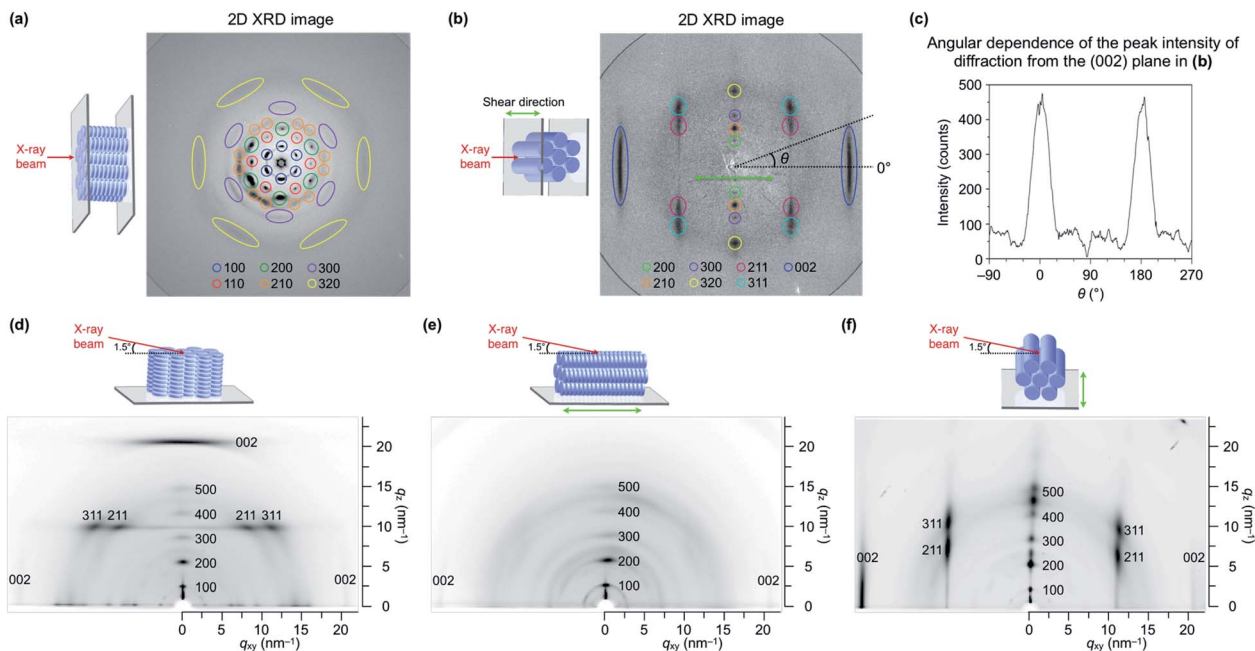 (a)
2D XRD image
X-ray
beam
100
200
300
110
210
320
(b)
2D XRD image
Shear direction
X-ray
beam
θ
0°
200
300
211
002
210
320
311
(c)
Angular dependence of the peak intensity of
diffraction from the (002) plane in (b)
Intensity (counts)
500
400
300
200
100
0
–90
0
90
180
270
θ (°)
(d)
X-ray
beam
1.5°
002
500
400
311
211
211
311
300
200
100
002
002
20
15
10
5
0
qz (nm⁻¹)
0
5
10
15
20
qxy (nm⁻¹)
(e)
X-ray
beam
1.5°
500
400
300
200
100
002
002
20
15
10
5
0
qz (nm⁻¹)
0
5
10
15
20
qxy (nm⁻¹)
(f)
X-ray
beam
1.5°
500
400
311
311
300
211
211
200
002
002
100
20
15
10
5
0
qz (nm⁻¹)
0
5
10
15
20
qxy (nm⁻¹)